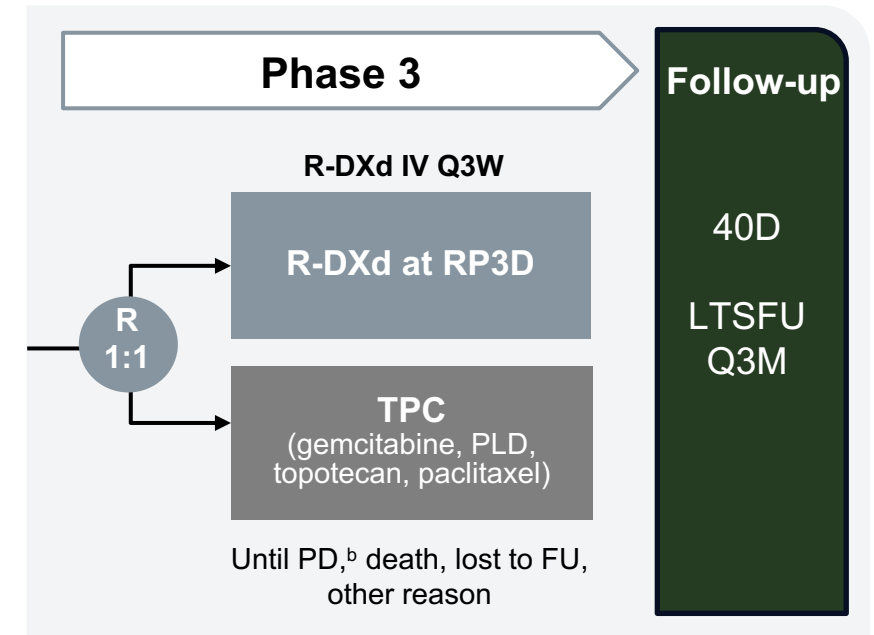 Phase 3
R-DXd IV Q3W
R-DXd at RP3D
R
1:1
TPC
(gemcitabine, PLD,
topotecan, paclitaxel)
Until PD,ᵇ death, lost to FU,
other reason
Follow-up
40D
LTSFU
Q3M